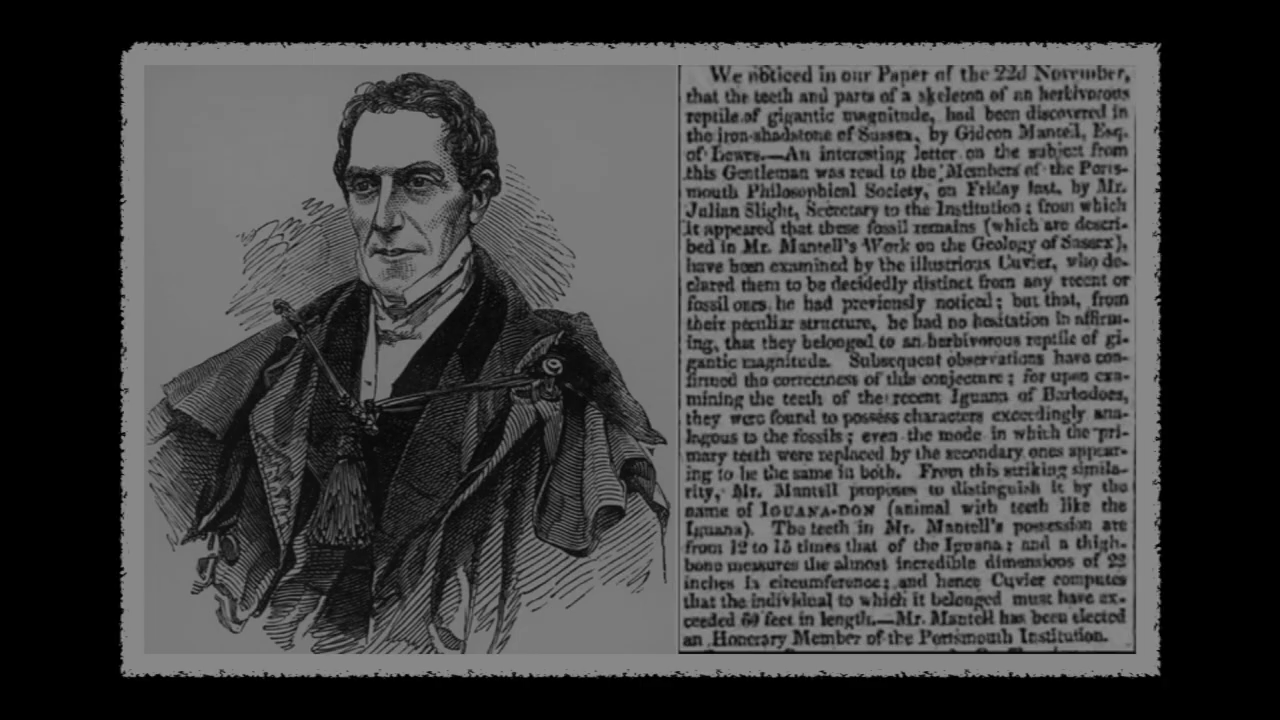 We noticed in our Paper of the 22d November,
that the teeth and parts of a skeleton of an herbivorous
reptile of gigantic magnitude, had been discovered in
the iron-shadstone of Sussex, by Gideon Mantell, Esq.
of Lewes.—An interesting letter on the subject from
this Gentleman was read to the Members of the Ports-
mouth Philosophical Society, on Friday last, by Mr.
Julian Slight, Secretary to the Institution; from which
it appeared that these fossil remains (which are descri-
bed in Mr. Mantell's Work on the Geology of Sussex),
have been examined by the illustrious Cuvier, who de-
clared them to be decidedly distinct from any recent or
fossil ones he had previously noticed; but that, from
their peculiar structure, he had no hesitation in affirm-
ing, that they belonged to an herbivorous reptile of gi-
gantic magnitude. Subsequent observations have con-
firmed the correctness of this conjecture; for upon exa-
mining the teeth of the recent Iguana of Barbadoes,
they were found to possess characters exceedingly ana-
logous to the fossils; even the mode in which the pri-
mary teeth were replaced by the secondary ones appear-
ing to be the same in both. From this striking simila-
rity, Mr. Mantell proposes to distinguish it by the
name of IGUANA-DON (animal with teeth like the
Iguana). The teeth in Mr. Mantell's possession are
from 12 to 15 times that of the Iguana; and a thigh-
bone measures the almost incredible dimensions of 22
inches in circumference; and hence Cuvier computes
that the individual to which it belonged must have ex-
ceeded 60 feet in length.—Mr. Mantell has been elected
an Honorary Member of the Portsmouth Institution.